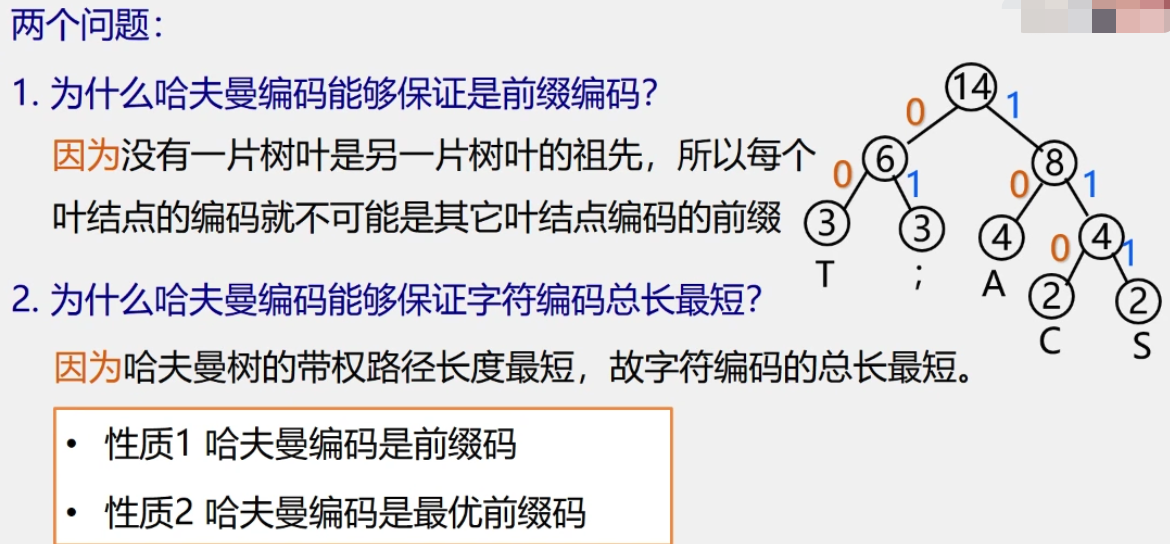 两个问题：
1. 为什么哈夫曼编码能够保证是前缀编码？
因为没有一片树叶是另一片树叶的祖先，所以每个
叶结点的编码就不可能是其它叶结点编码的前缀
2. 为什么哈夫曼编码能够保证字符编码总长最短？
因为哈夫曼树的带权路径长度最短，故字符编码的总长最短。
• 性质1 哈夫曼编码是前缀码
• 性质2 哈夫曼编码是最优前缀码
14
0 1
6 8
0 1 0 1
3 3 4 4
T ; A 0 1
2 2
C S